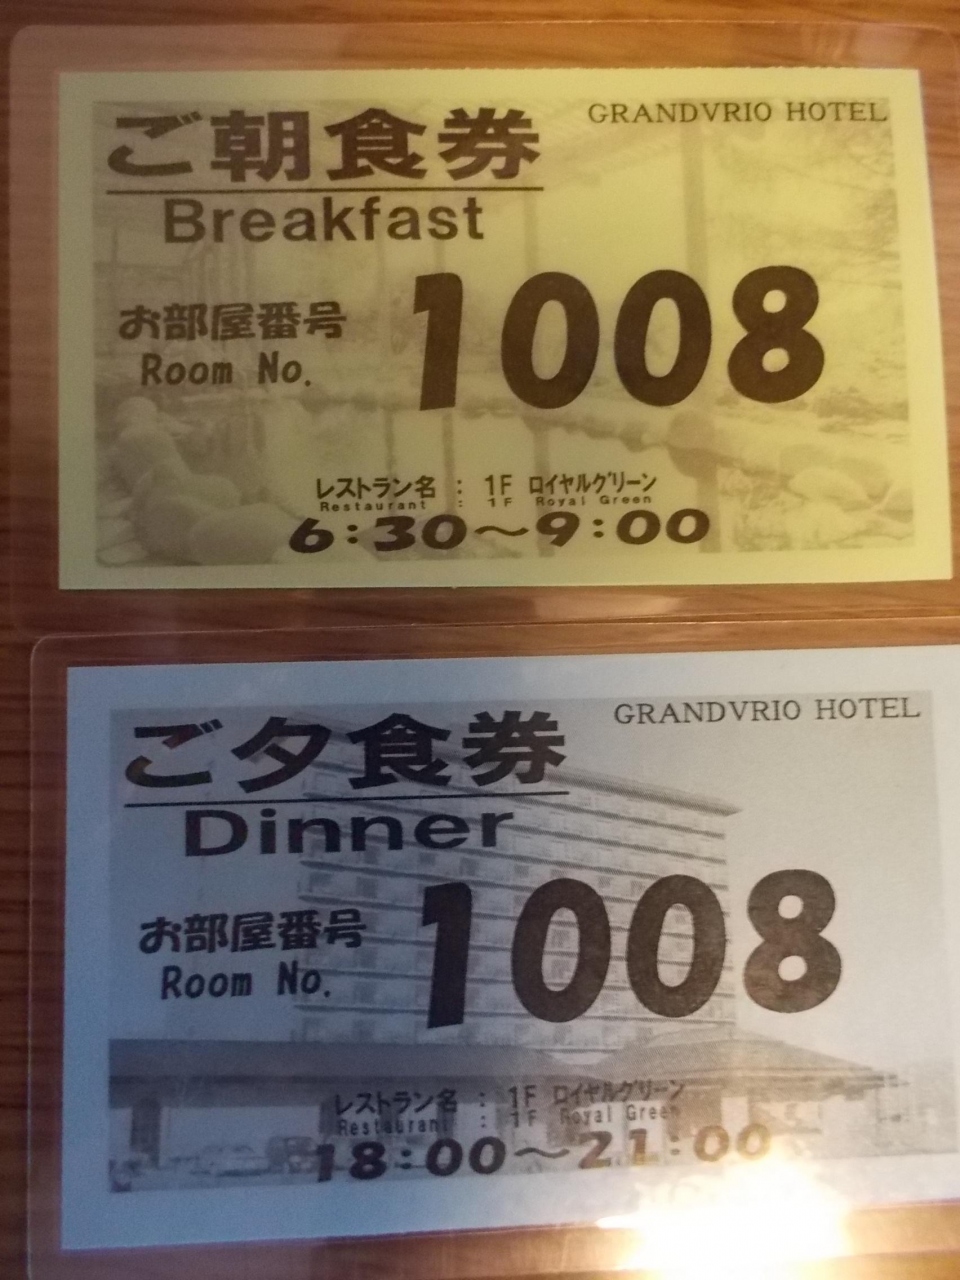 GRANDVRIO HOTEL
ご朝食券
Breakfast
お部屋番号
Room No.
1008
レストラン名 : 1F ロイヤルグリーン
Restaurant : 1F Royal Green
6:30～9:00
GRANDVRIO HOTEL
ご夕食券
Dinner
お部屋番号
Room No.
1008
レストラン名 : 1F ロイヤルグリーン
Restaurant : 1F Royal Green
18:00～21:00